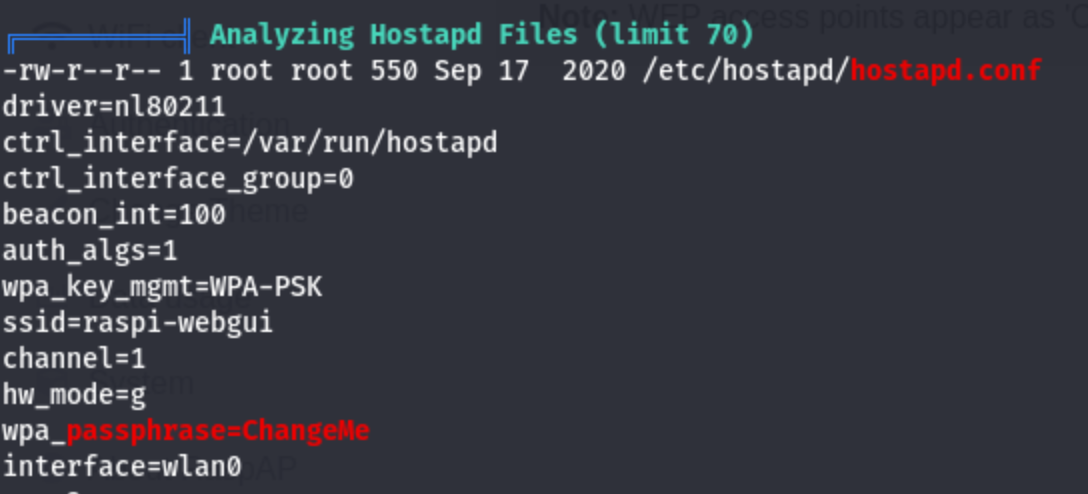 Analyzing Hostapd Files (limit 70)
-rw-r--r-- 1 root root 550 Sep 17  2020 /etc/hostapd/hostapd.conf
driver=nl80211
ctrl_interface=/var/run/hostapd
ctrl_interface_group=0
beacon_int=100
auth_algs=1
wpa_key_mgmt=WPA-PSK
ssid=raspi-webgui
channel=1
hw_mode=g
wpa_passphrase=ChangeMe
interface=wlan0